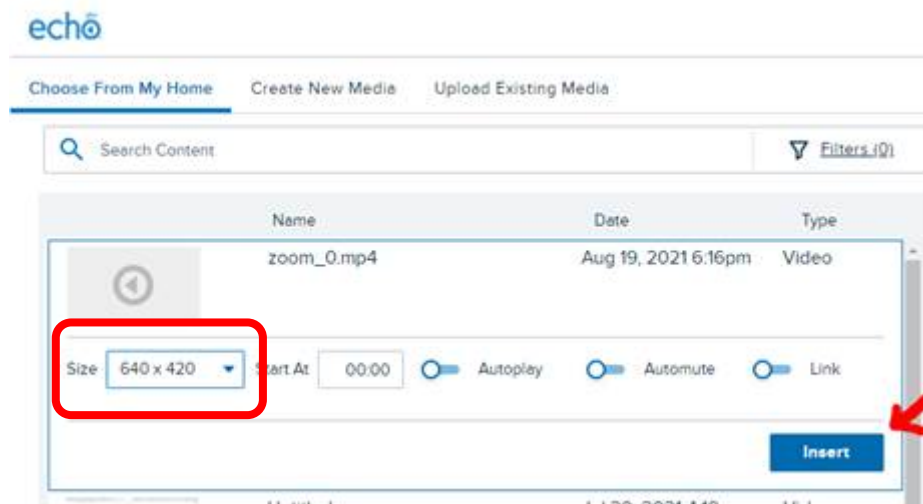 echo
Choose From My Home Create New Media Upload Existing Media
Search Content Filters (0)
Name Date Type
zoom_0.mp4 Aug 19, 2021 6:16pm Video
Size 640 x 420 Start At 00:00 Autoplay Automute Link
Insert